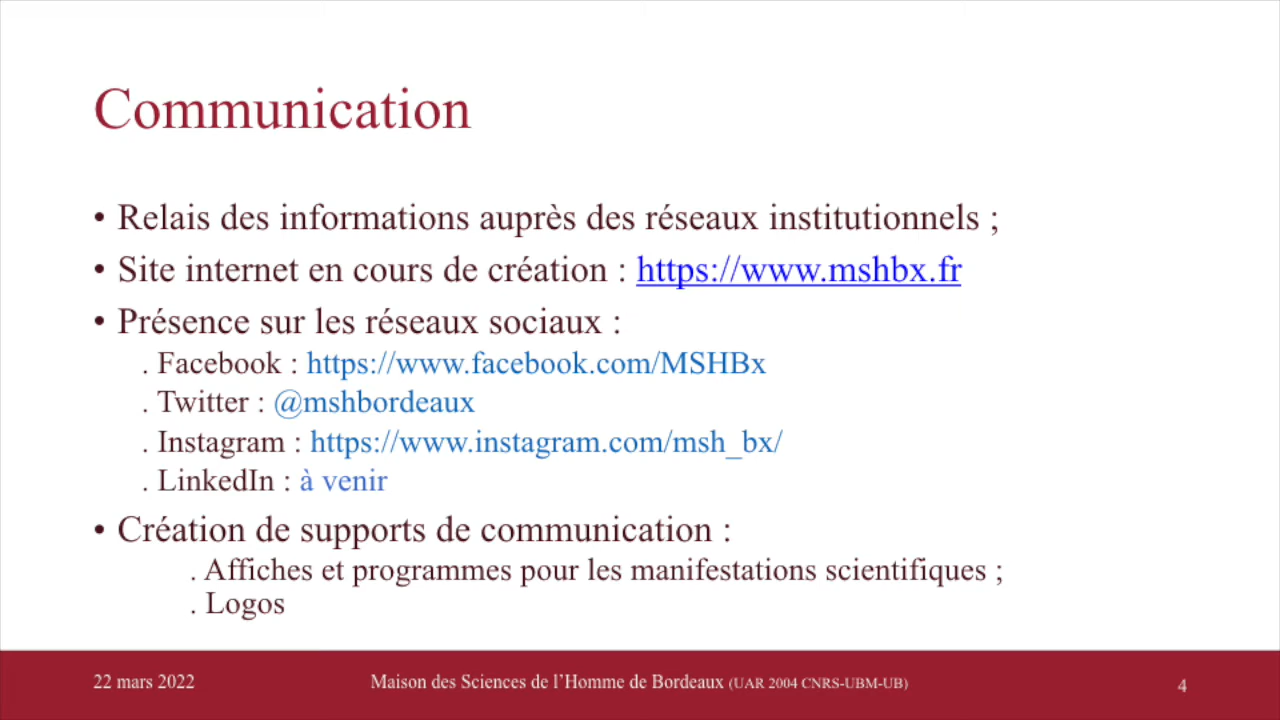 Communication
• Relais des informations auprès des réseaux institutionnels ;
• Site internet en cours de création : https://www.mshbx.fr
• Présence sur les réseaux sociaux :
. Facebook : https://www.facebook.com/MSHBx
. Twitter : @mshbordeaux
. Instagram : https://www.instagram.com/msh_bx/
. LinkedIn : à venir
• Création de supports de communication :
. Affiches et programmes pour les manifestations scientifiques ;
. Logos
22 mars 2022 Maison des Sciences de l’Homme de Bordeaux (UAR 2004 CNRS-UBM-UB) 4